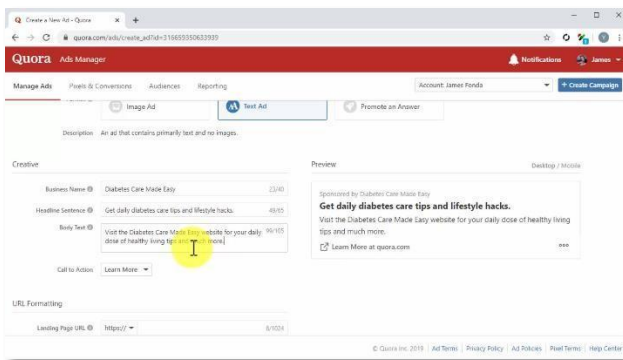 Create a New Ad - Quora
quora.com/ads/create_ad?id=316659350683939
Quora Ads Manager
Notifications
James
Manage Ads
Pixels & Conversions
Audiences
Reporting
Account: James Fonda
+ Create Campaign
Image Ad
Text Ad
Promote an Answer
Description An ad that contains primarily text and no images.
Creative
Business Name Diabetes Care Made Easy 23/40
Headline Sentence Get daily diabetes care tips and lifestyle hacks. 49/65
Body Text Visit the Diabetes Care Made Easy website for your daily 96/105
dose of healthy living tips and much more.
Call to Action Learn More
URL Formatting
Landing Page URL https:// 8/1024
Preview
Desktop / Mobile
Sponsored by Diabetes Care Made Easy
Get daily diabetes care tips and lifestyle hacks.
Visit the Diabetes Care Made Easy website for your daily dose of healthy living
tips and much more.
Learn More at quora.com
© Quora Inc. 2019 | Ad Terms | Privacy Policy | Ad Policies | Pixel Terms | Help Center